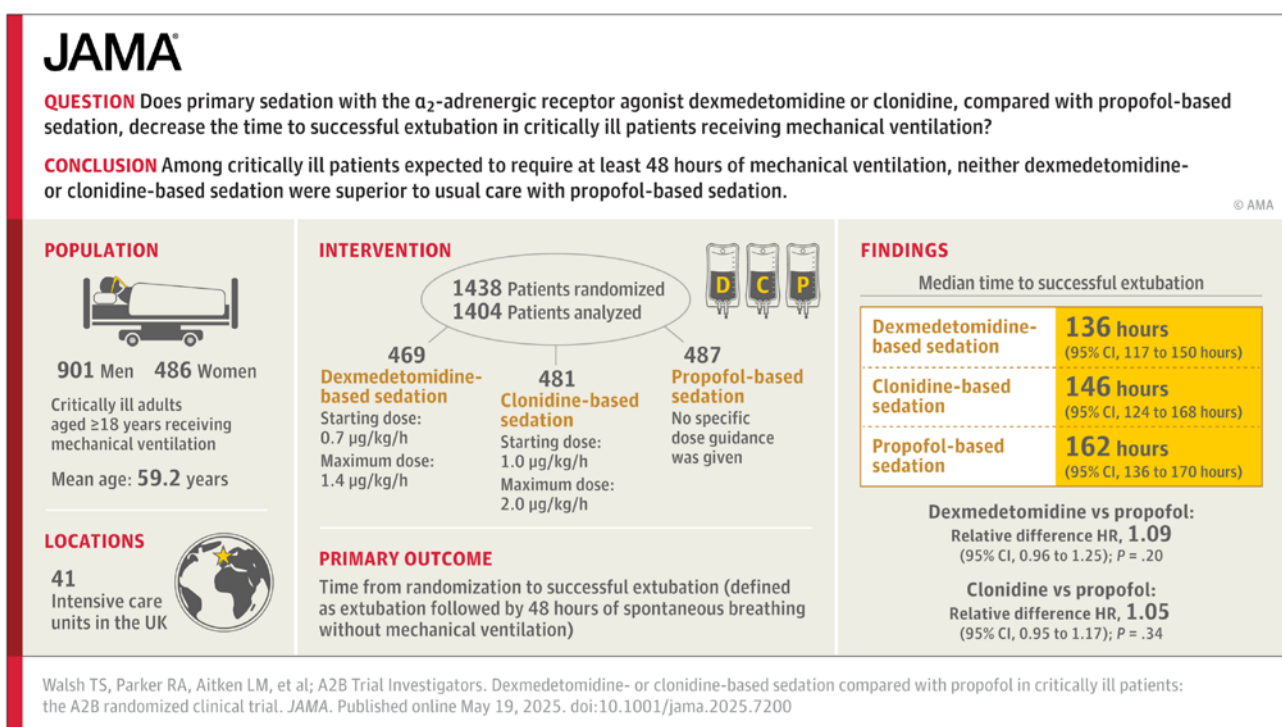 JAMA®
QUESTION Does primary sedation with the α₂-adrenergic receptor agonist dexmedetomidine or clonidine, compared with propofol-based
sedation, decrease the time to successful extubation in critically ill patients receiving mechanical ventilation?
CONCLUSION Among critically ill patients expected to require at least 48 hours of mechanical ventilation, neither dexmedetomidine-
or clonidine-based sedation were superior to usual care with propofol-based sedation.
© AMA
POPULATION
901 Men 486 Women
Critically ill adults
aged ≥18 years receiving
mechanical ventilation
Mean age: 59.2 years
LOCATIONS
41
Intensive care
units in the UK
INTERVENTION
D C P
1438 Patients randomized
1404 Patients analyzed
469
Dexmedetomidine-
based sedation
Starting dose:
0.7 µg/kg/h
Maximum dose:
1.4 µg/kg/h
481
Clonidine-based
sedation
Starting dose:
1.0 µg/kg/h
Maximum dose:
2.0 µg/kg/h
487
Propofol-based
sedation
No specific
dose guidance
was given
PRIMARY OUTCOME
Time from randomization to successful extubation (defined
as extubation followed by 48 hours of spontaneous breathing
without mechanical ventilation)
FINDINGS
Median time to successful extubation
Dexmedetomidine-
based sedation
136 hours
(95% CI, 117 to 150 hours)
Clonidine-based
sedation
146 hours
(95% CI, 124 to 168 hours)
Propofol-based
sedation
162 hours
(95% CI, 136 to 170 hours)
Dexmedetomidine vs propofol:
Relative difference HR, 1.09
(95% CI, 0.96 to 1.25); P = .20
Clonidine vs propofol:
Relative difference HR, 1.05
(95% CI, 0.95 to 1.17); P = .34
Walsh TS, Parker RA, Aitken LM, et al; A2B Trial Investigators. Dexmedetomidine- or clonidine-based sedation compared with propofol in critically ill patients:
the A2B randomized clinical trial. JAMA. Published online May 19, 2025. doi:10.1001/jama.2025.7200